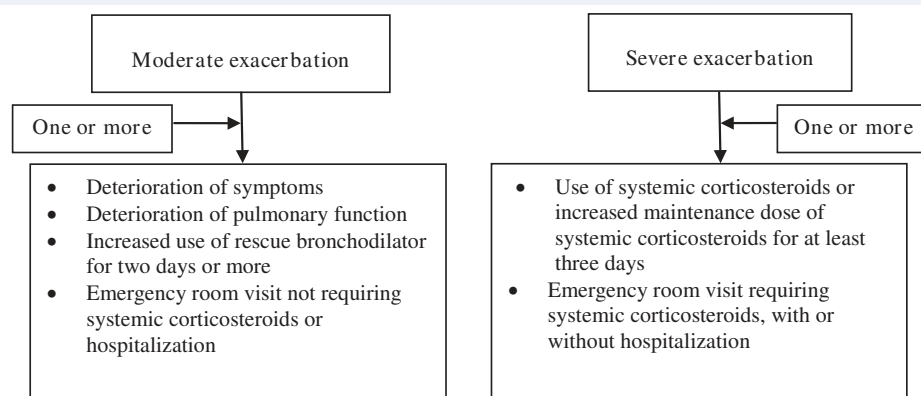 Moderate exacerbation
One or more
• Deterioration of symptoms
• Deterioration of pulmonary function
• Increased use of rescue bronchodilator
for two days or more
• Emergency room visit not requiring
systemic corticosteroids or
hospitalization
Severe exacerbation
One or more
• Use of systemic corticosteroids or
increased maintenance dose of
systemic corticosteroids for at least
three days
• Emergency room visit requiring
systemic corticosteroids, with or
without hospitalization